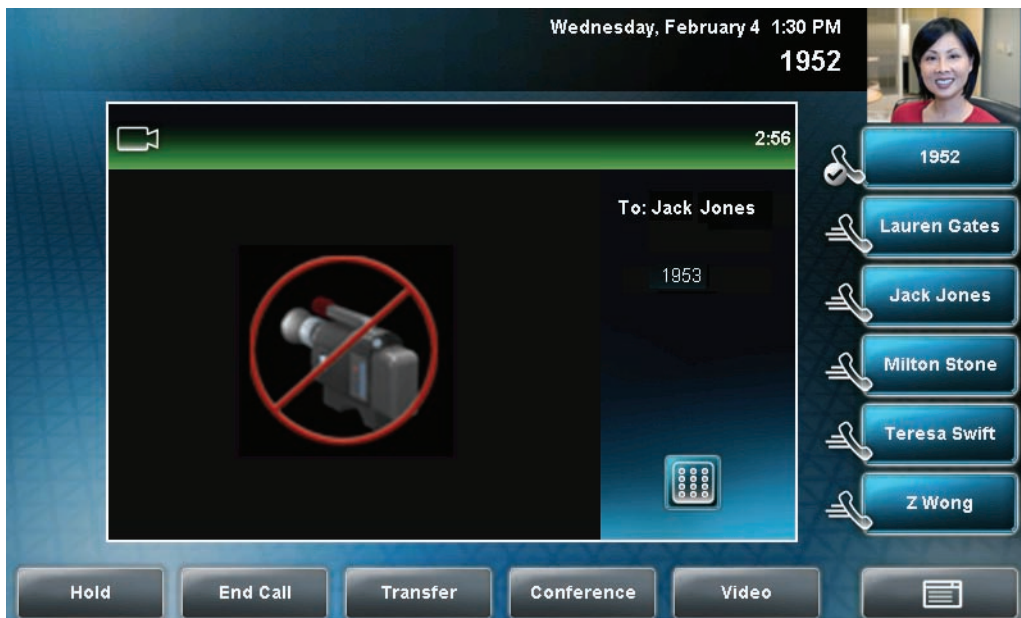 Wednesday, February 4 1:30 PM
1952
2:56
To: Jack Jones
1953
1952
Lauren Gates
Jack Jones
Milton Stone
Teresa Swift
Z Wong
Hold
End Call
Transfer
Conference
Video